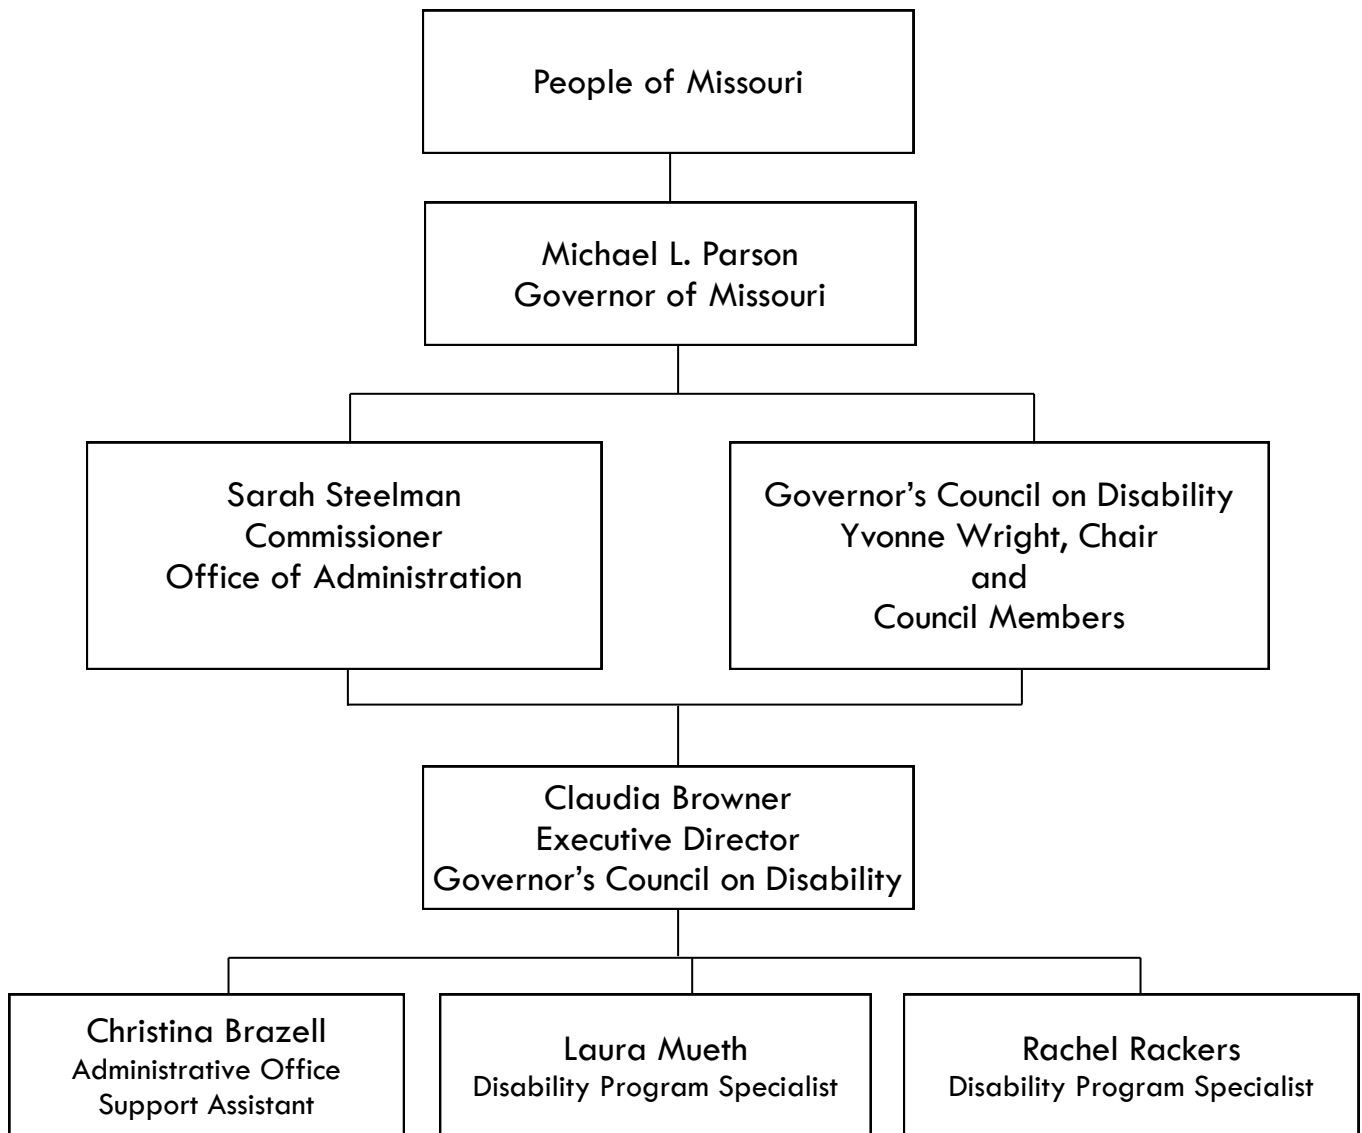 People of Missouri
Michael L. Parson
Governor of Missouri
Sarah Steelman
Commissioner
Office of Administration
Governor’s Council on Disability
Yvonne Wright, Chair
and
Council Members
Claudia Browner
Executive Director
Governor’s Council on Disability
Christina Brazell
Administrative Office
Support Assistant
Laura Mueth
Disability Program Specialist
Rachel Rackers
Disability Program Specialist